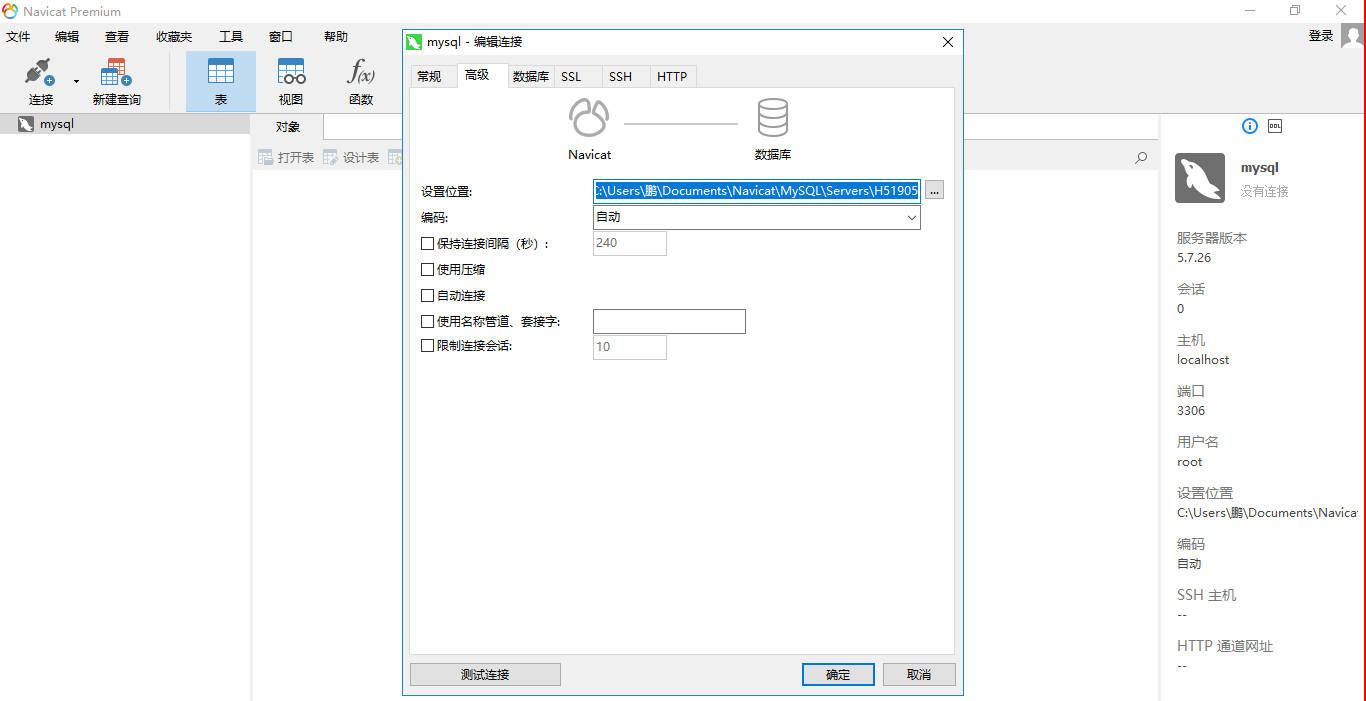 Navicat Premium
文件 编辑 查看 收藏夹 工具 窗口 帮助
登录
连接 新建查询 表 视图 函数
mysql
对象
打开表 设计表
mysql - 编辑连接
常规 高级 数据库 SSL SSH HTTP
Navicat 数据库
设置位置: :\Users\鹏\Documents\Navicat\MySQL\Servers\H51905 ...
编码: 自动
保持连接间隔（秒）: 240
使用压缩
自动连接
使用名称管道、套接字:
限制连接会话: 10
测试连接 确定 取消
DDL
mysql
没有连接
服务器版本
5.7.26
会话
0
主机
localhost
端口
3306
用户名
root
设置位置
C:\Users\鹏\Documents\Navica
编码
自动
SSH 主机
--
HTTP 通道网址
--